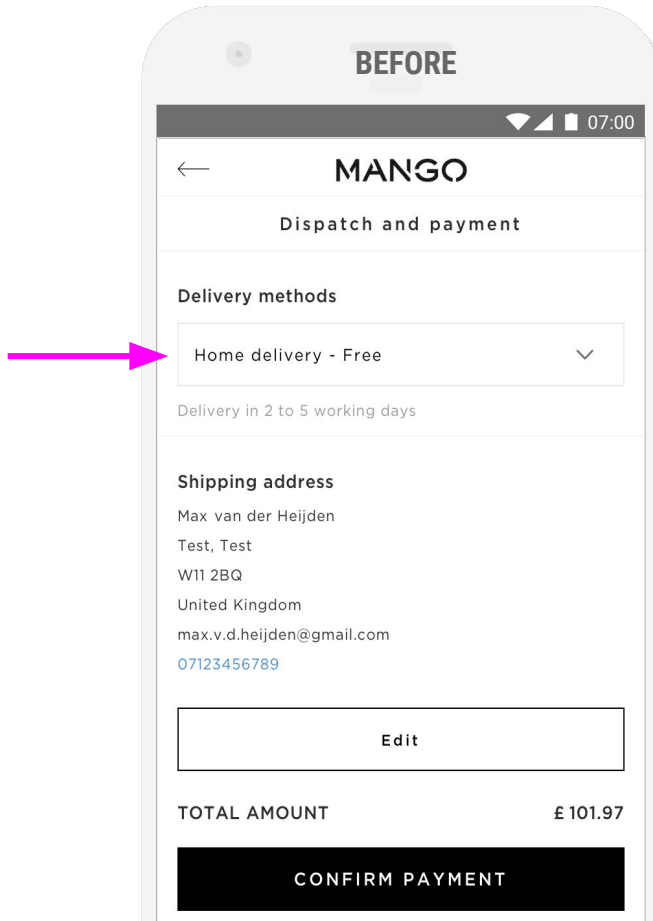 BEFORE
07:00
MANGO
Dispatch and payment
Delivery methods
Home delivery - Free
Delivery in 2 to 5 working days
Shipping address
Max van der Heijden
Test, Test
W11 2BQ
United Kingdom
max.v.d.heijden@gmail.com
07123456789
Edit
TOTAL AMOUNT £ 101.97
CONFIRM PAYMENT